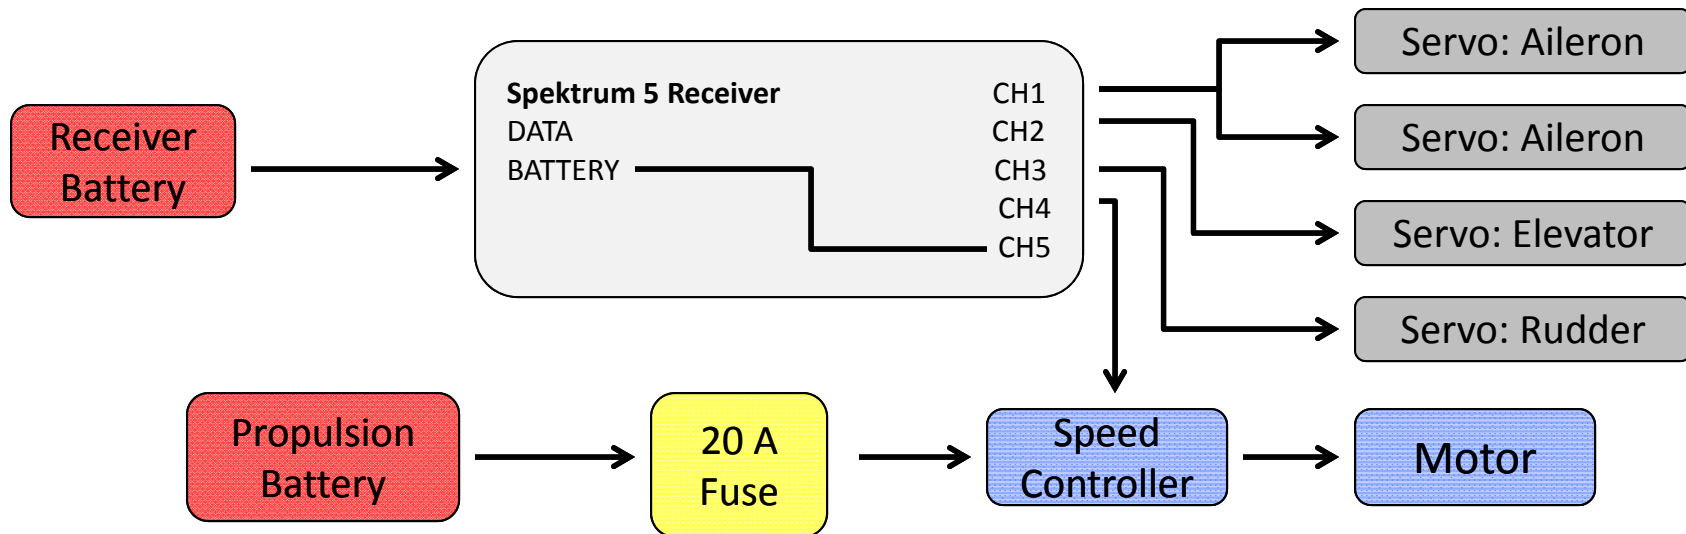 Receiver
Battery
Spektrum 5 Receiver
DATA
BATTERY
CH1
CH2
CH3
CH4
CH5
Servo: Aileron
Servo: Aileron
Servo: Elevator
Servo: Rudder
Propulsion
Battery
20 A
Fuse
Speed
Controller
Motor